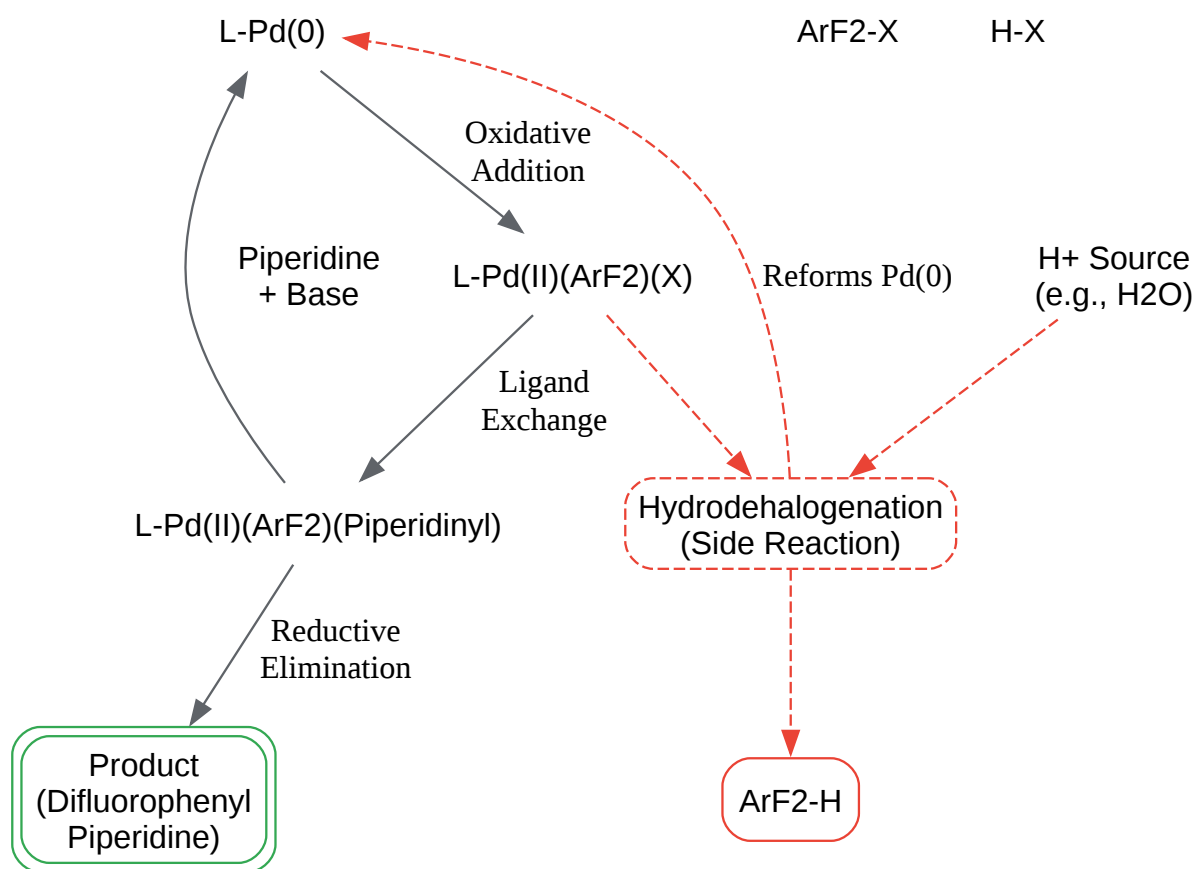 L-Pd(0)
ArF2-X
H-X
Oxidative
Addition
Piperidine
+ Base
L-Pd(II)(ArF2)(X)
Reforms Pd(0)
H+ Source
(e.g., H2O)
Ligand
Exchange
L-Pd(II)(ArF2)(Piperidinyl)
Hydrodehalogenation
(Side Reaction)
Reductive
Elimination
Product
(Difluorophenyl
Piperidine)
ArF2-H